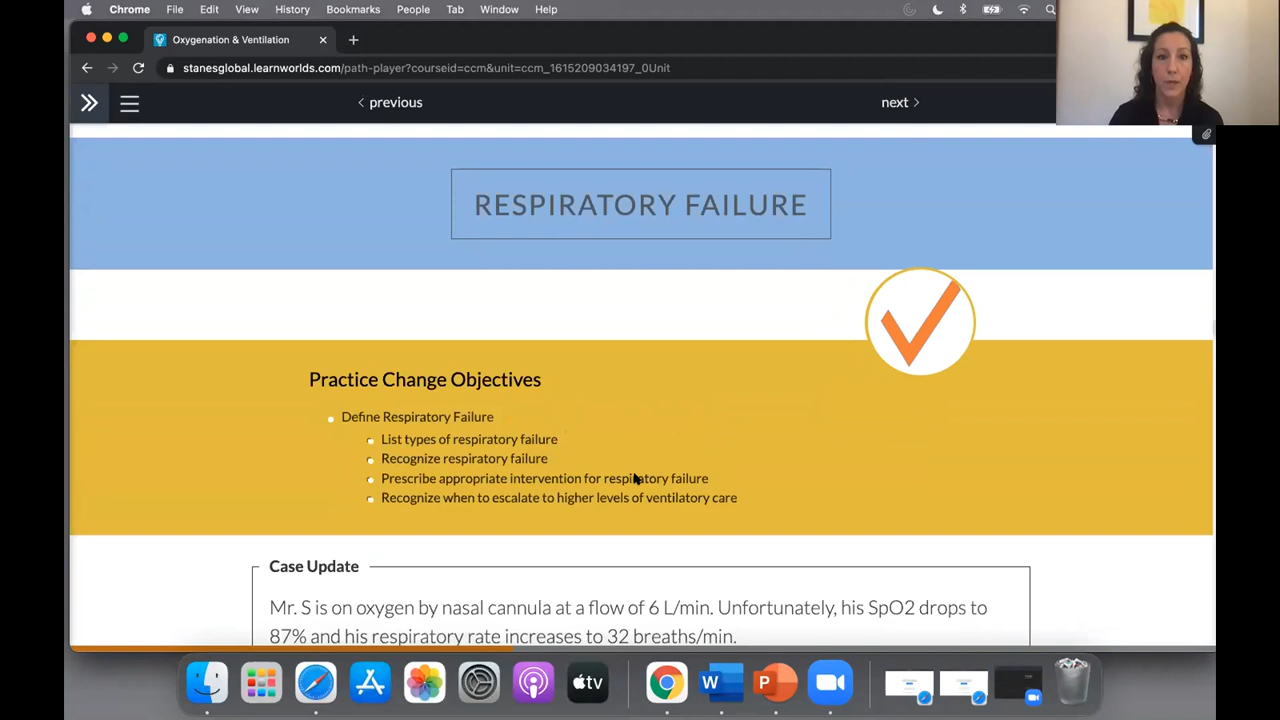 Chrome File Edit View History Bookmarks People Tab Window Help
Oxygenation & Ventilation
stanesglobal.learnworlds.com/path-player?courseid=ccm&unit=ccm_1615209034197_0Unit
previous
next
RESPIRATORY FAILURE
Practice Change Objectives
Define Respiratory Failure
List types of respiratory failure
Recognize respiratory failure
Prescribe appropriate intervention for respiratory failure
Recognize when to escalate to higher levels of ventilatory care
Case Update
Mr. S is on oxygen by nasal cannula at a flow of 6 L/min. Unfortunately, his SpO2 drops to
87% and his respiratory rate increases to 32 breaths/min.
W
P
tv